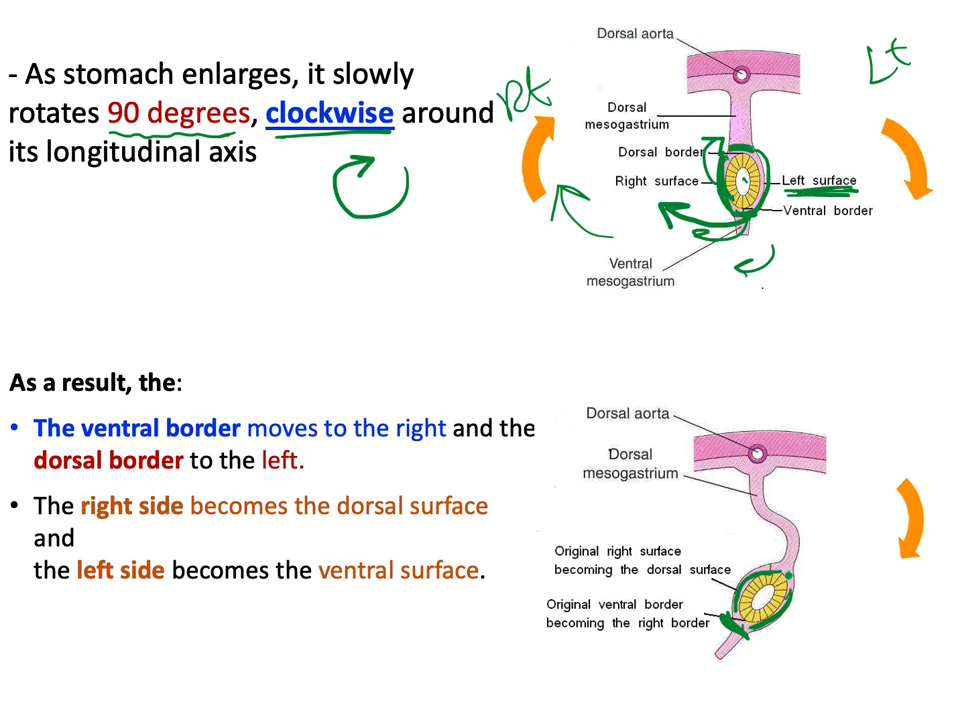 - As stomach enlarges, it slowly
rotates 90 degrees, clockwise around
its longitudinal axis
Rt
Lt
Dorsal aorta
Dorsal
mesogastrium
Dorsal border
Right surface
Left surface
Ventral border
Ventral
mesogastrium
As a result, the:
• The ventral border moves to the right and the
dorsal border to the left.
• The right side becomes the dorsal surface
and
the left side becomes the ventral surface.
Dorsal aorta
Dorsal
mesogastrium
Original right surface
becoming the dorsal surface
Original ventral border
becoming the right border